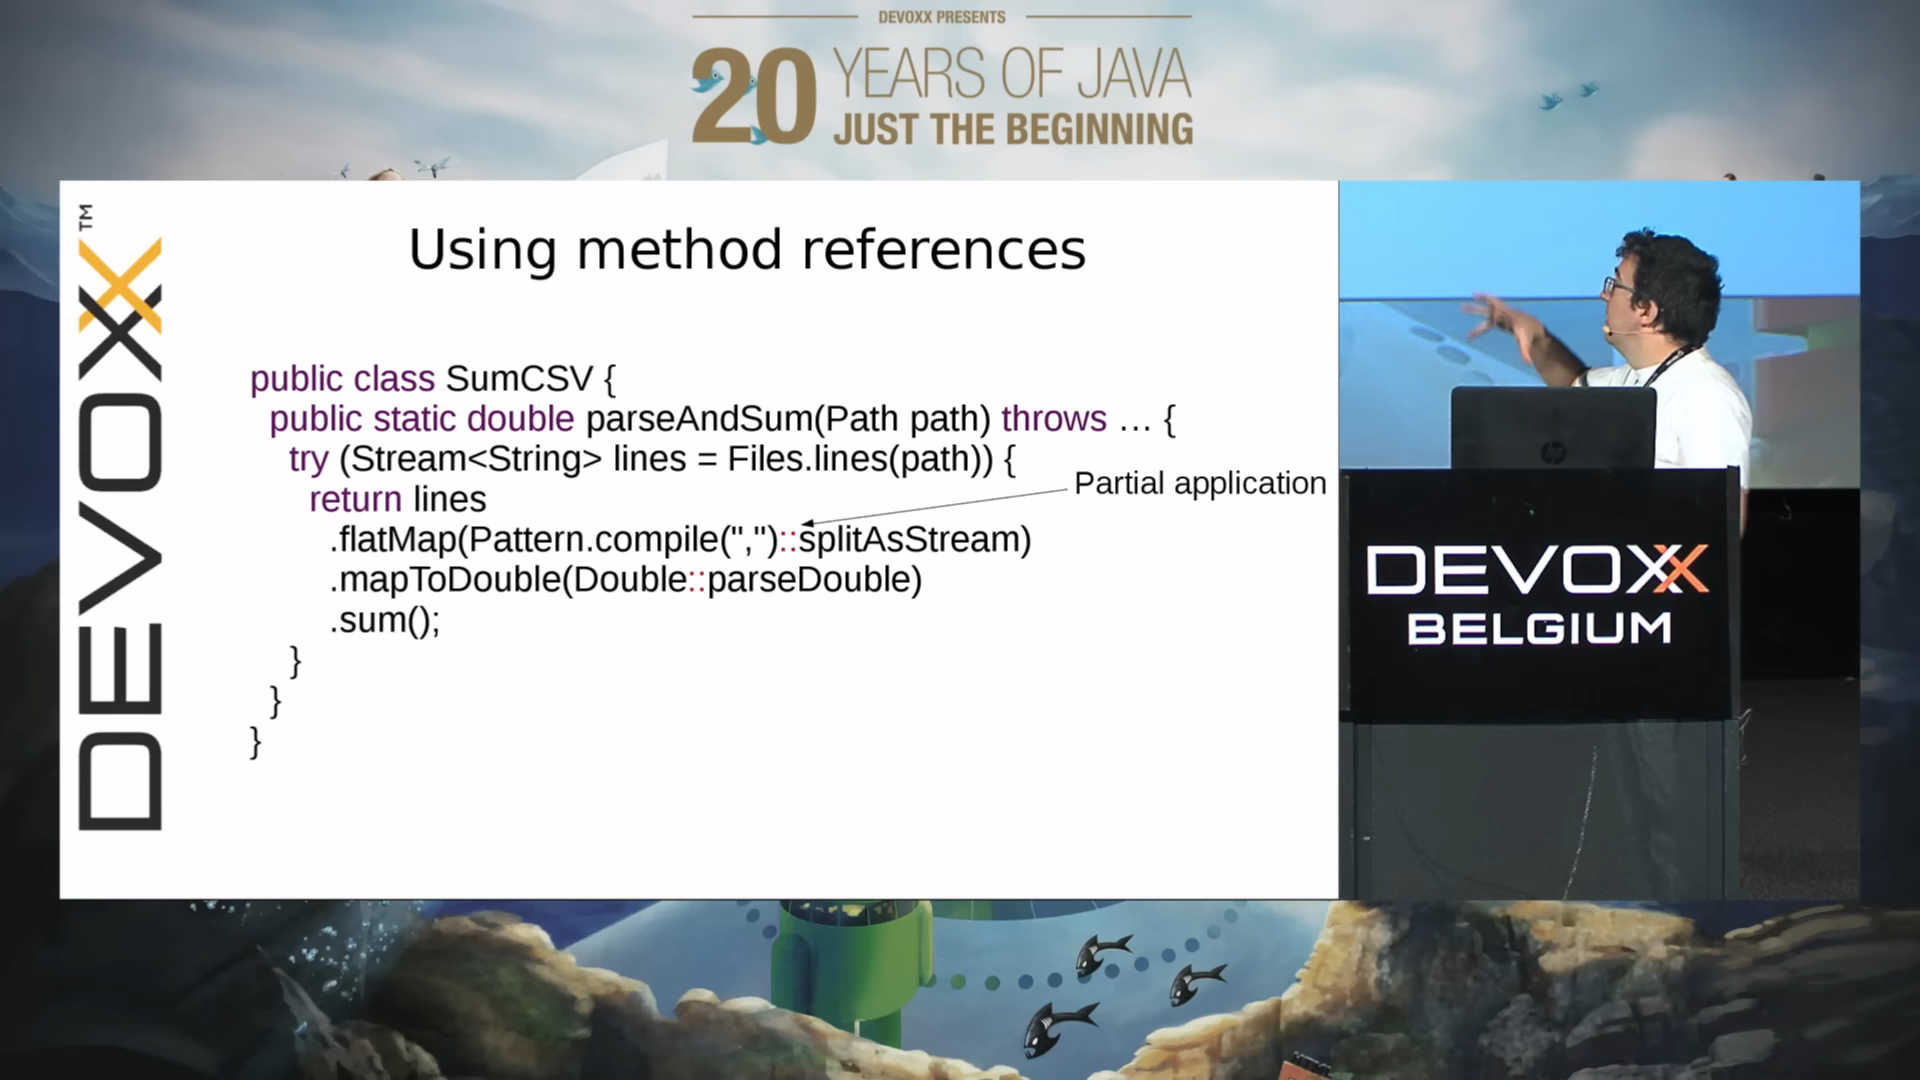 DEVOXX PRESENTS
20 YEARS OF JAVA
JUST THE BEGINNING
DEVOXX™
Using method references
public class SumCSV {
public static double parseAndSum(Path path) throws … {
try (Stream<String> lines = Files.lines(path)) {
return lines
Partial application
.flatMap(Pattern.compile(",")::splitAsStream)
.mapToDouble(Double::parseDouble)
.sum();
}
}
}
DEVOXX
BELGIUM